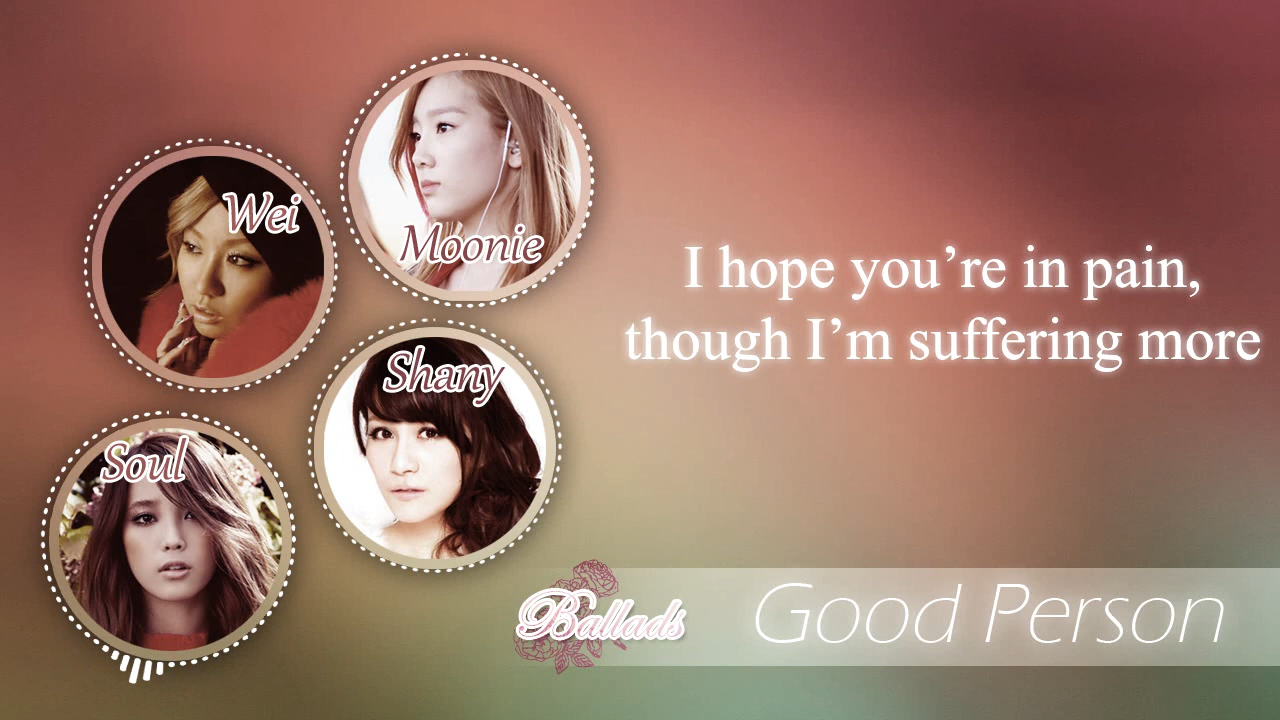 Wei
Moonie
Shany
Soul
I hope you’re in pain,
though I’m suffering more
Ballads
Good Person